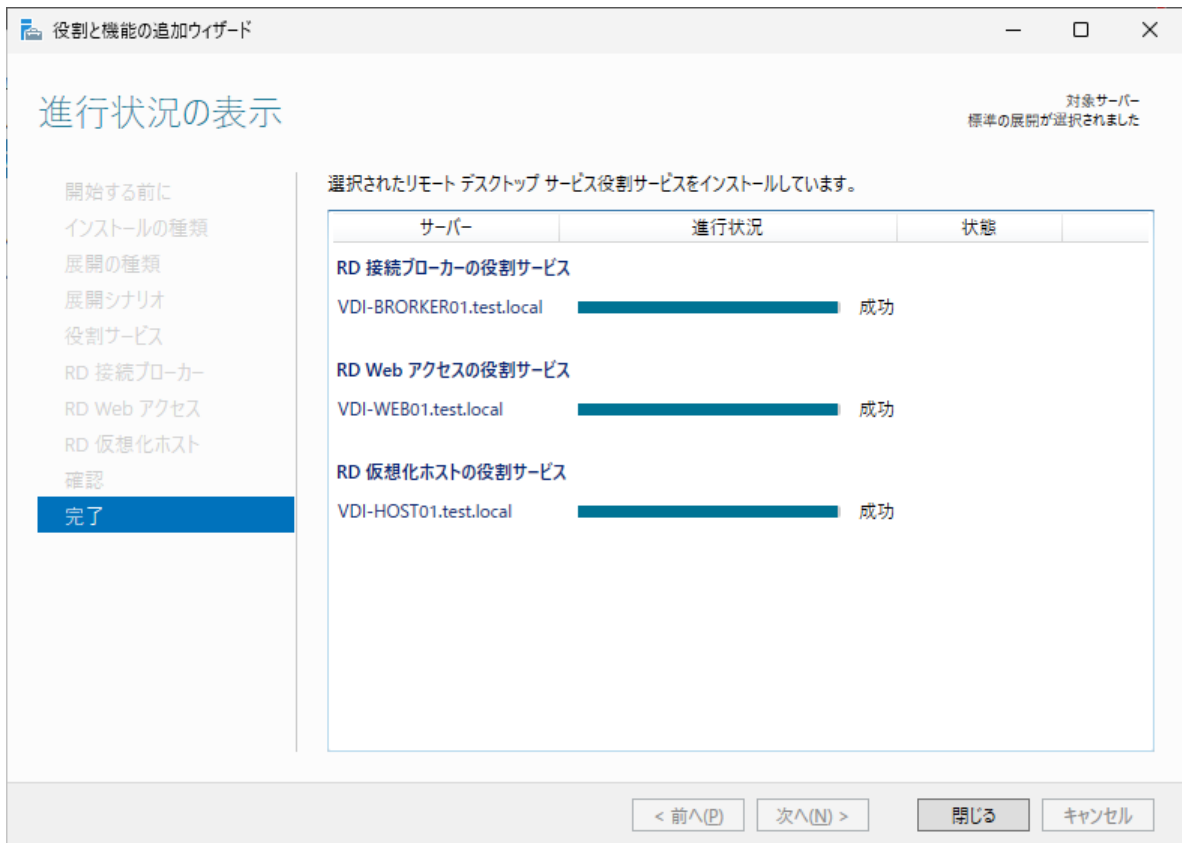 役割と機能の追加ウィザード
進行状況の表示
対象サーバー
標準の展開が選択されました
開始する前に
インストールの種類
展開の種類
展開シナリオ
役割サービス
RD 接続ブローカー
RD Web アクセス
RD 仮想化ホスト
確認
完了
選択されたリモート デスクトップ サービス役割サービスをインストールしています。
サーバー 進行状況 状態
RD 接続ブローカーの役割サービス
VDI-BRORKER01.test.local 成功
RD Web アクセスの役割サービス
VDI-WEB01.test.local 成功
RD 仮想化ホストの役割サービス
VDI-HOST01.test.local 成功
< 前へ(P) 次へ(N) > 閉じる キャンセル